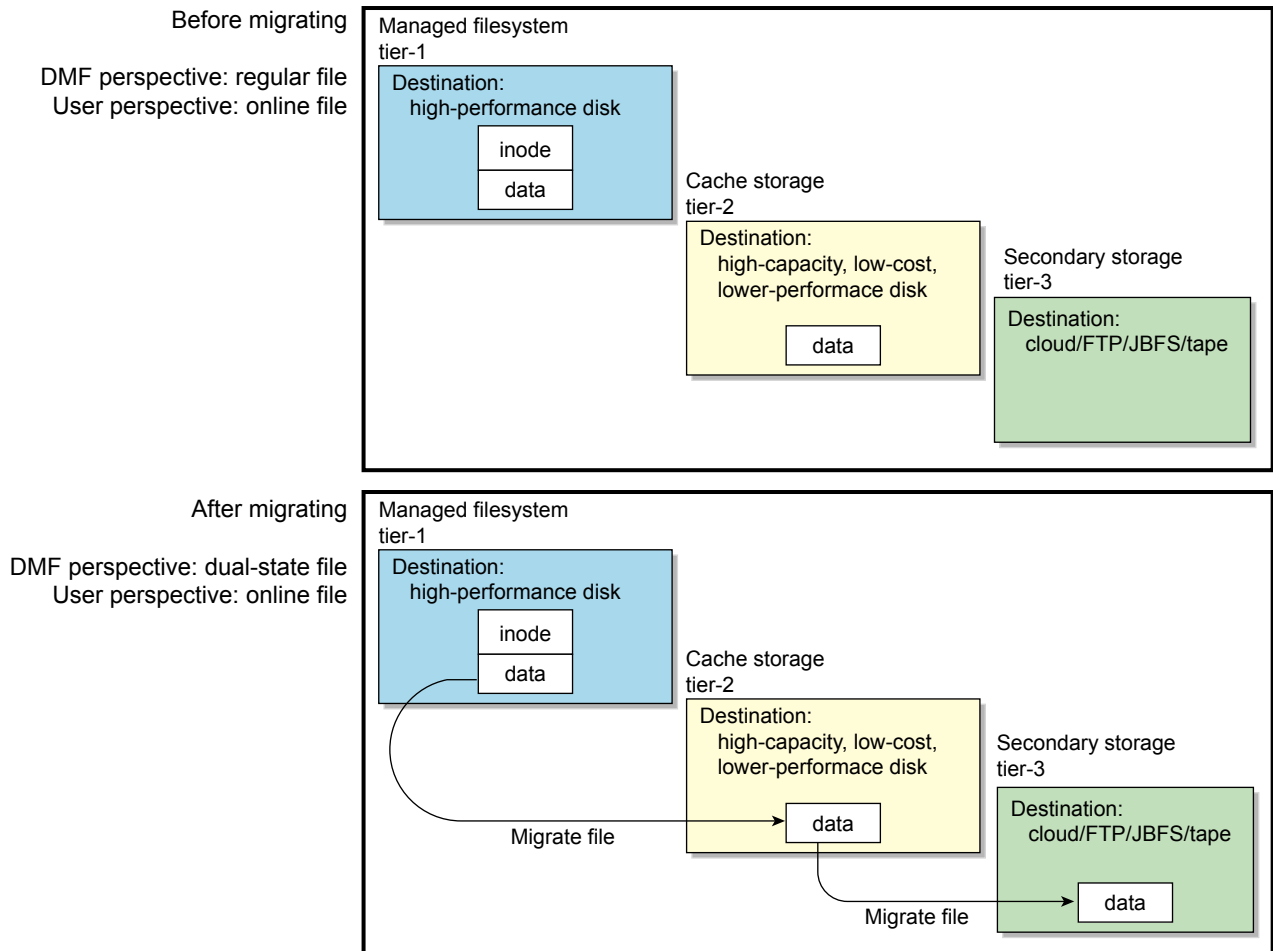 Before migrating
DMF perspective: regular file
User perspective: online file
Managed filesystem
tier-1
Destination:
high-performance disk
inode
data
Cache storage
tier-2
Destination:
high-capacity, low-cost,
lower-performace disk
data
Secondary storage
tier-3
Destination:
cloud/FTP/JBFS/tape
After migrating
DMF perspective: dual-state file
User perspective: online file
Managed filesystem
tier-1
Destination:
high-performance disk
inode
data
Cache storage
tier-2
Destination:
high-capacity, low-cost,
lower-performace disk
data
Migrate file
Secondary storage
tier-3
Destination:
cloud/FTP/JBFS/tape
data
Migrate file